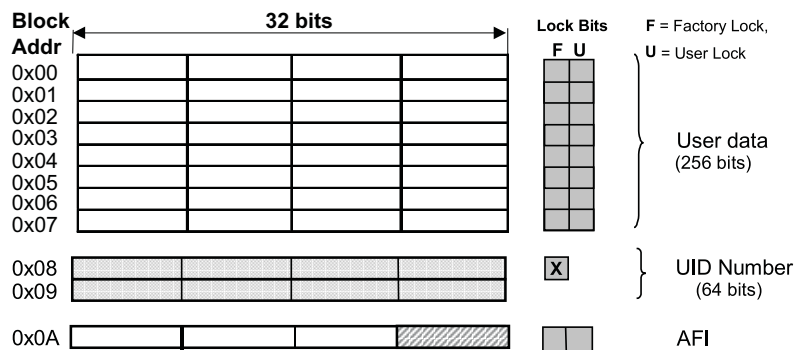 Block Addr
32 bits
Lock Bits
F U
F = Factory Lock,
U = User Lock
0x00
0x01
0x02
0x03
0x04
0x05
0x06
0x07
User data
(256 bits)
0x08
0x09
X
UID Number
(64 bits)
0x0A
AFI